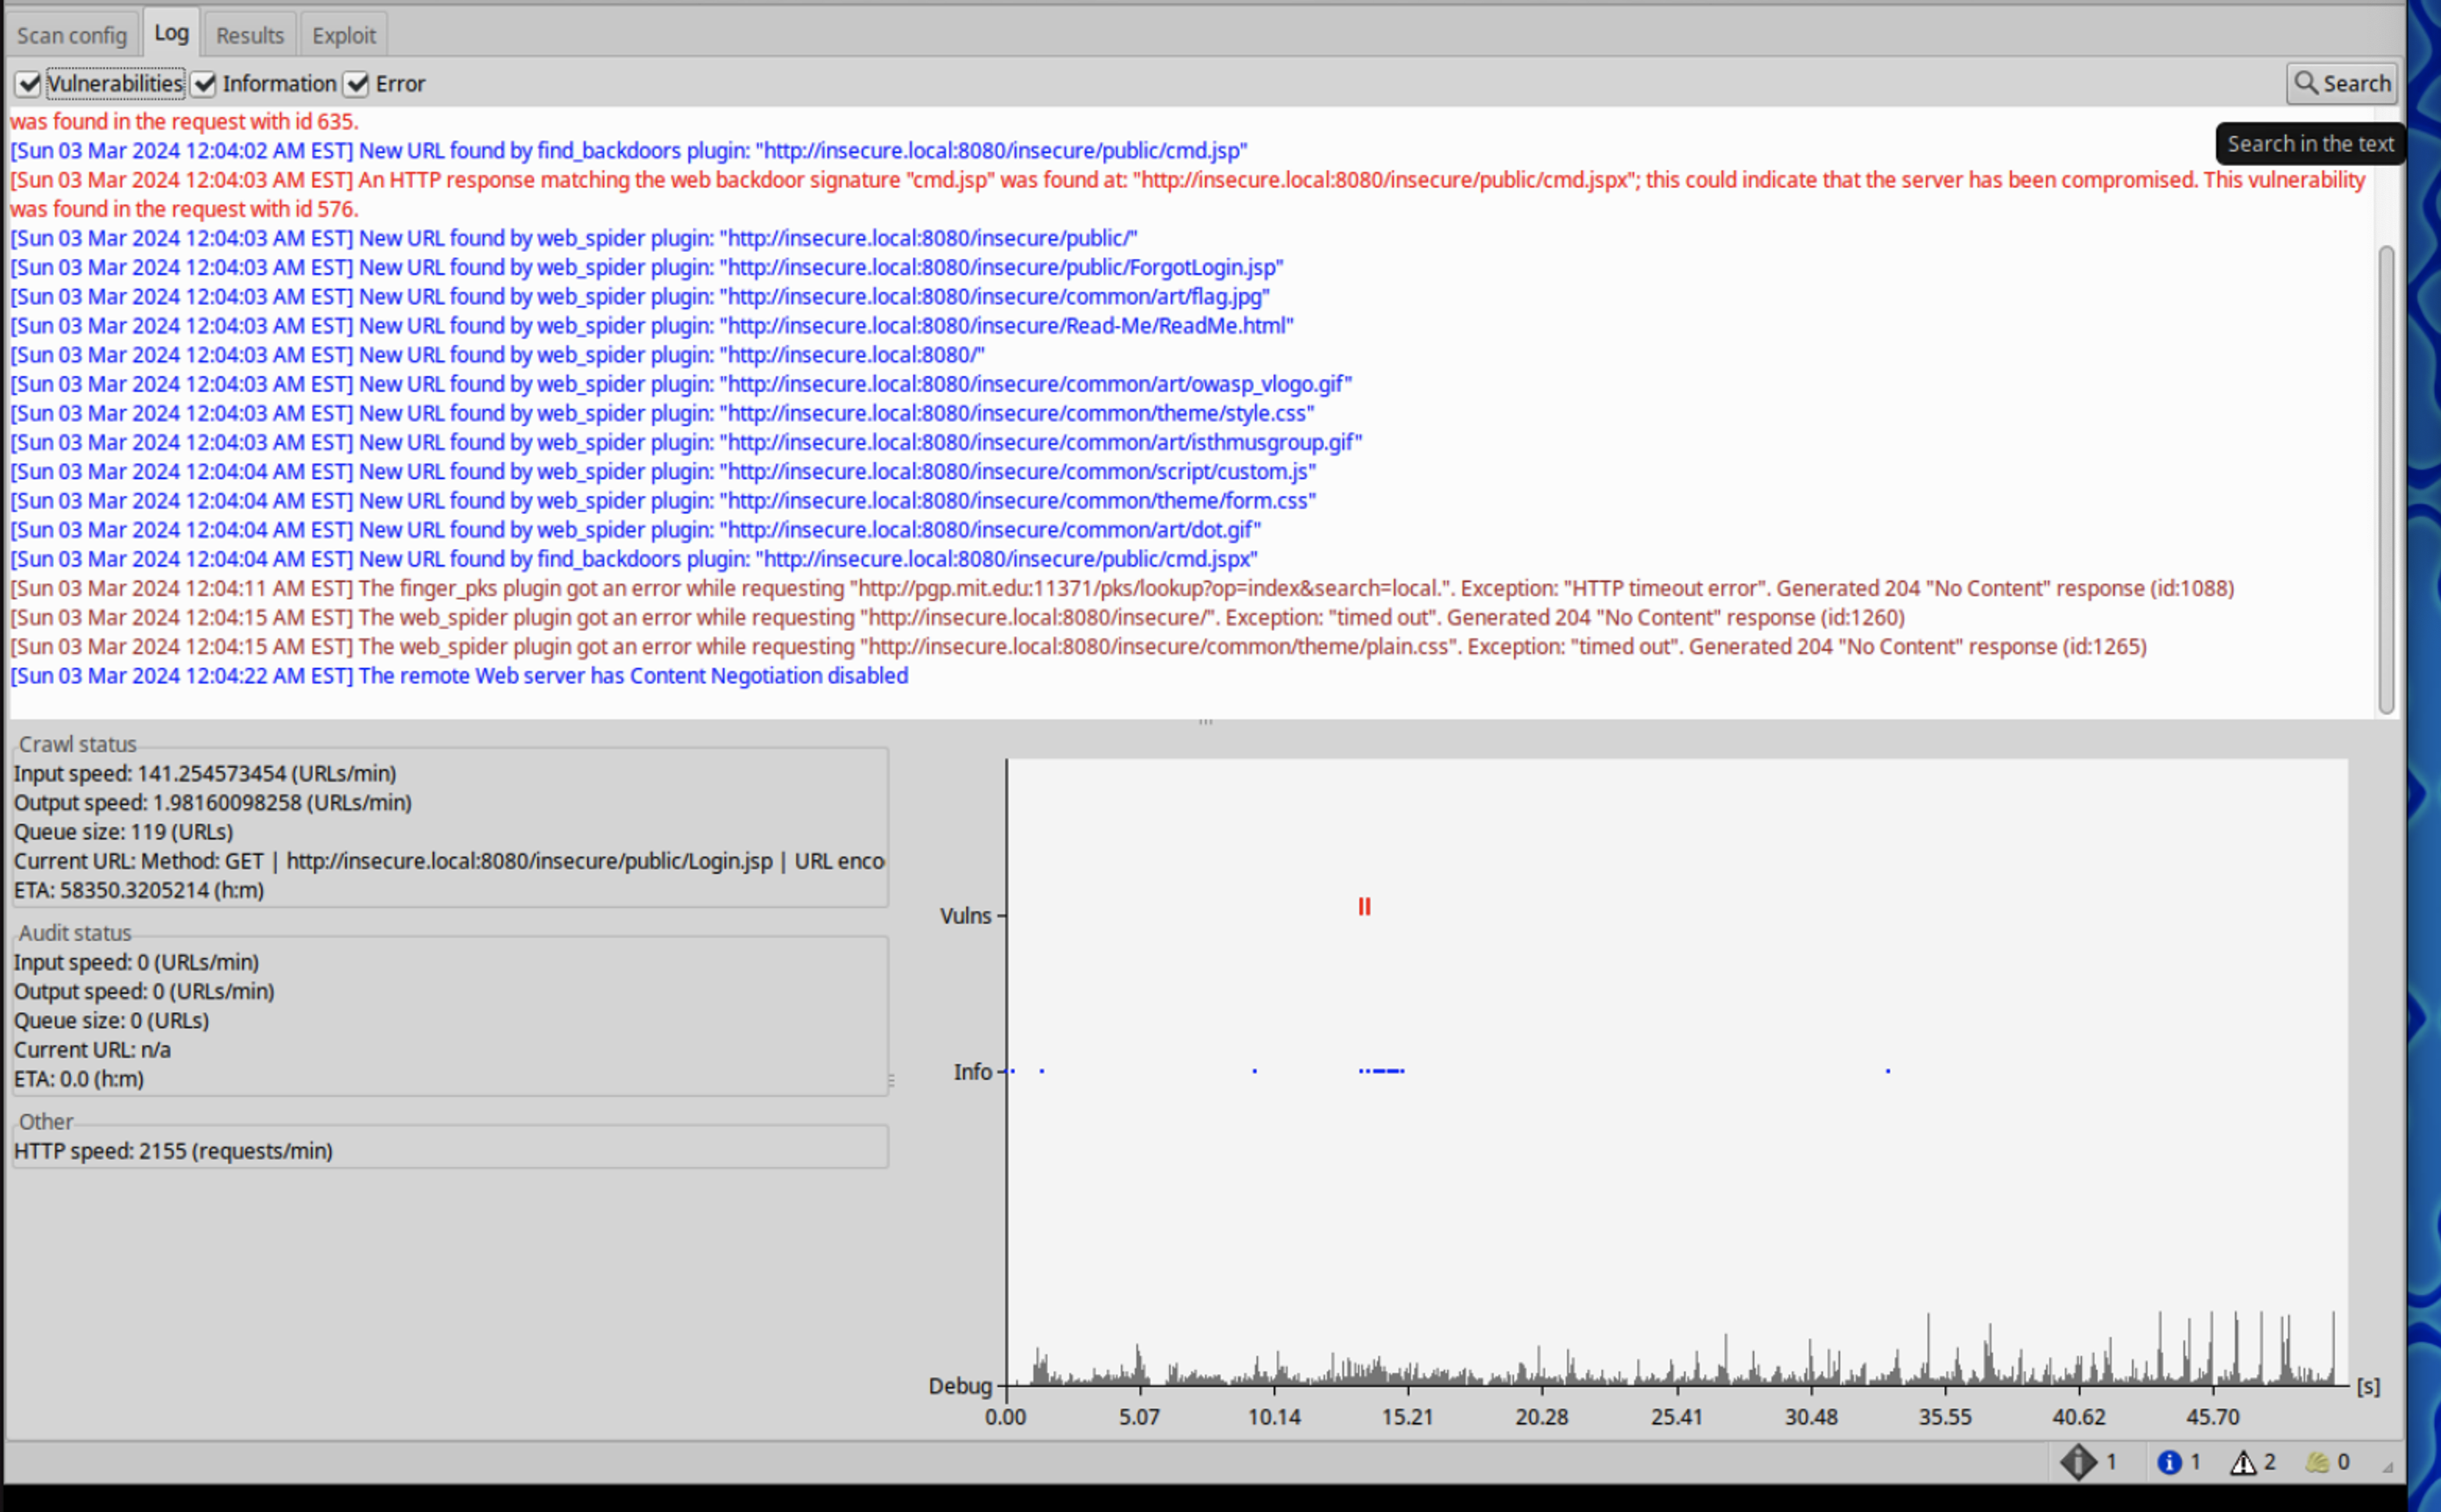 Scan config Log Results Exploit
Vulnerabilities Information Error Search
was found in the request with id 635.
Search in the text
[Sun 03 Mar 2024 12:04:02 AM EST] New URL found by find_backdoors plugin: "http://insecure.local:8080/insecure/public/cmd.jsp"
[Sun 03 Mar 2024 12:04:03 AM EST] An HTTP response matching the web backdoor signature "cmd.jsp" was found at: "http://insecure.local:8080/insecure/public/cmd.jspx"; this could indicate that the server has been compromised. This vulnerability
was found in the request with id 576.
[Sun 03 Mar 2024 12:04:03 AM EST] New URL found by web_spider plugin: "http://insecure.local:8080/insecure/public/"
[Sun 03 Mar 2024 12:04:03 AM EST] New URL found by web_spider plugin: "http://insecure.local:8080/insecure/public/ForgotLogin.jsp"
[Sun 03 Mar 2024 12:04:03 AM EST] New URL found by web_spider plugin: "http://insecure.local:8080/insecure/common/art/flag.jpg"
[Sun 03 Mar 2024 12:04:03 AM EST] New URL found by web_spider plugin: "http://insecure.local:8080/insecure/Read-Me/ReadMe.html"
[Sun 03 Mar 2024 12:04:03 AM EST] New URL found by web_spider plugin: "http://insecure.local:8080/"
[Sun 03 Mar 2024 12:04:03 AM EST] New URL found by web_spider plugin: "http://insecure.local:8080/insecure/common/art/owasp_vlogo.gif"
[Sun 03 Mar 2024 12:04:03 AM EST] New URL found by web_spider plugin: "http://insecure.local:8080/insecure/common/theme/style.css"
[Sun 03 Mar 2024 12:04:03 AM EST] New URL found by web_spider plugin: "http://insecure.local:8080/insecure/common/art/isthmusgroup.gif"
[Sun 03 Mar 2024 12:04:04 AM EST] New URL found by web_spider plugin: "http://insecure.local:8080/insecure/common/script/custom.js"
[Sun 03 Mar 2024 12:04:04 AM EST] New URL found by web_spider plugin: "http://insecure.local:8080/insecure/common/theme/form.css"
[Sun 03 Mar 2024 12:04:04 AM EST] New URL found by web_spider plugin: "http://insecure.local:8080/insecure/common/art/dot.gif"
[Sun 03 Mar 2024 12:04:04 AM EST] New URL found by find_backdoors plugin: "http://insecure.local:8080/insecure/public/cmd.jspx"
[Sun 03 Mar 2024 12:04:11 AM EST] The finger_pks plugin got an error while requesting "http://pgp.mit.edu:11371/pks/lookup?op=index&search=local.". Exception: "HTTP timeout error". Generated 204 "No Content" response (id:1088)
[Sun 03 Mar 2024 12:04:15 AM EST] The web_spider plugin got an error while requesting "http://insecure.local:8080/insecure/". Exception: "timed out". Generated 204 "No Content" response (id:1260)
[Sun 03 Mar 2024 12:04:15 AM EST] The web_spider plugin got an error while requesting "http://insecure.local:8080/insecure/common/theme/plain.css". Exception: "timed out". Generated 204 "No Content" response (id:1265)
[Sun 03 Mar 2024 12:04:22 AM EST] The remote Web server has Content Negotiation disabled
Crawl status
Input speed: 141.254573454 (URLs/min)
Output speed: 1.98160098258 (URLs/min)
Queue size: 119 (URLs)
Current URL: Method: GET | http://insecure.local:8080/insecure/public/Login.jsp | URL enco
ETA: 58350.3205214 (h:m)
Audit status
Input speed: 0 (URLs/min)
Output speed: 0 (URLs/min)
Queue size: 0 (URLs)
Current URL: n/a
ETA: 0.0 (h:m)
Other
HTTP speed: 2155 (requests/min)
Vulns
Info
Debug
[s]
0.00 5.07 10.14 15.21 20.28 25.41 30.48 35.55 40.62 45.70
1 1 2 0